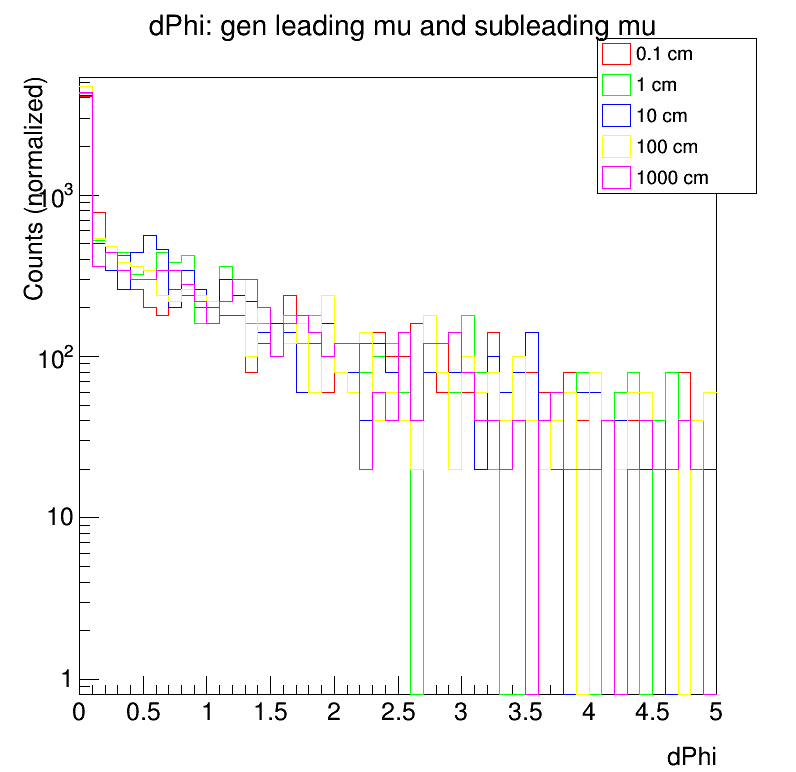 dPhi: gen leading mu and subleading mu
0.1 cm
1 cm
10 cm
100 cm
1000 cm
Counts (normalized)
10³
10²
10
1
0 0.5 1 1.5 2 2.5 3 3.5 4 4.5 5
dPhi